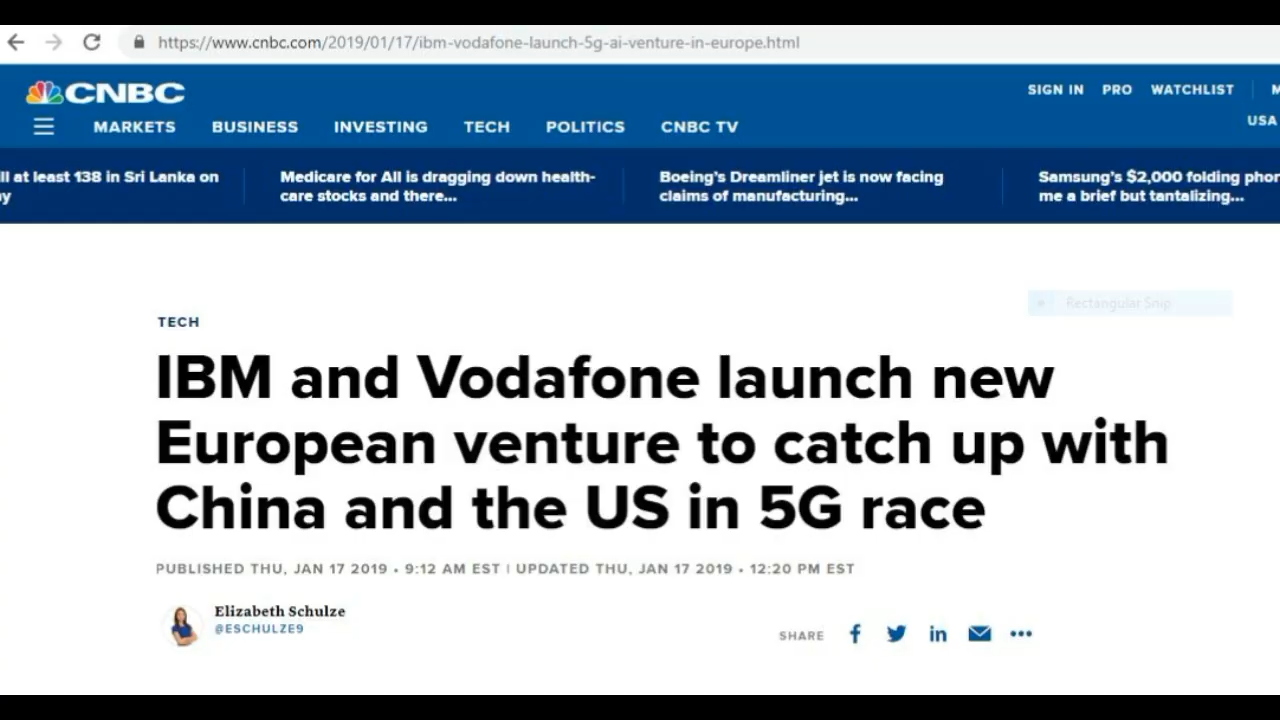 https://www.cnbc.com/2019/01/17/ibm-vodafone-launch-5g-ai-venture-in-europe.html
CNBC
SIGN IN PRO WATCHLIST
USA
MARKETS BUSINESS INVESTING TECH POLITICS CNBC TV
at least 138 in Sri Lanka on
Medicare for All is dragging down health-
care stocks and there...
Boeing's Dreamliner jet is now facing
claims of manufacturing...
Samsung's $2,000 folding
me a brief but tantalizing...
Rectangular Snip
TECH
IBM and Vodafone launch new
European venture to catch up with
China and the US in 5G race
PUBLISHED THU, JAN 17 2019 • 9:12 AM EST | UPDATED THU, JAN 17 2019 • 12:20 PM EST
Elizabeth Schulze
@ESCHULZE9
SHARE